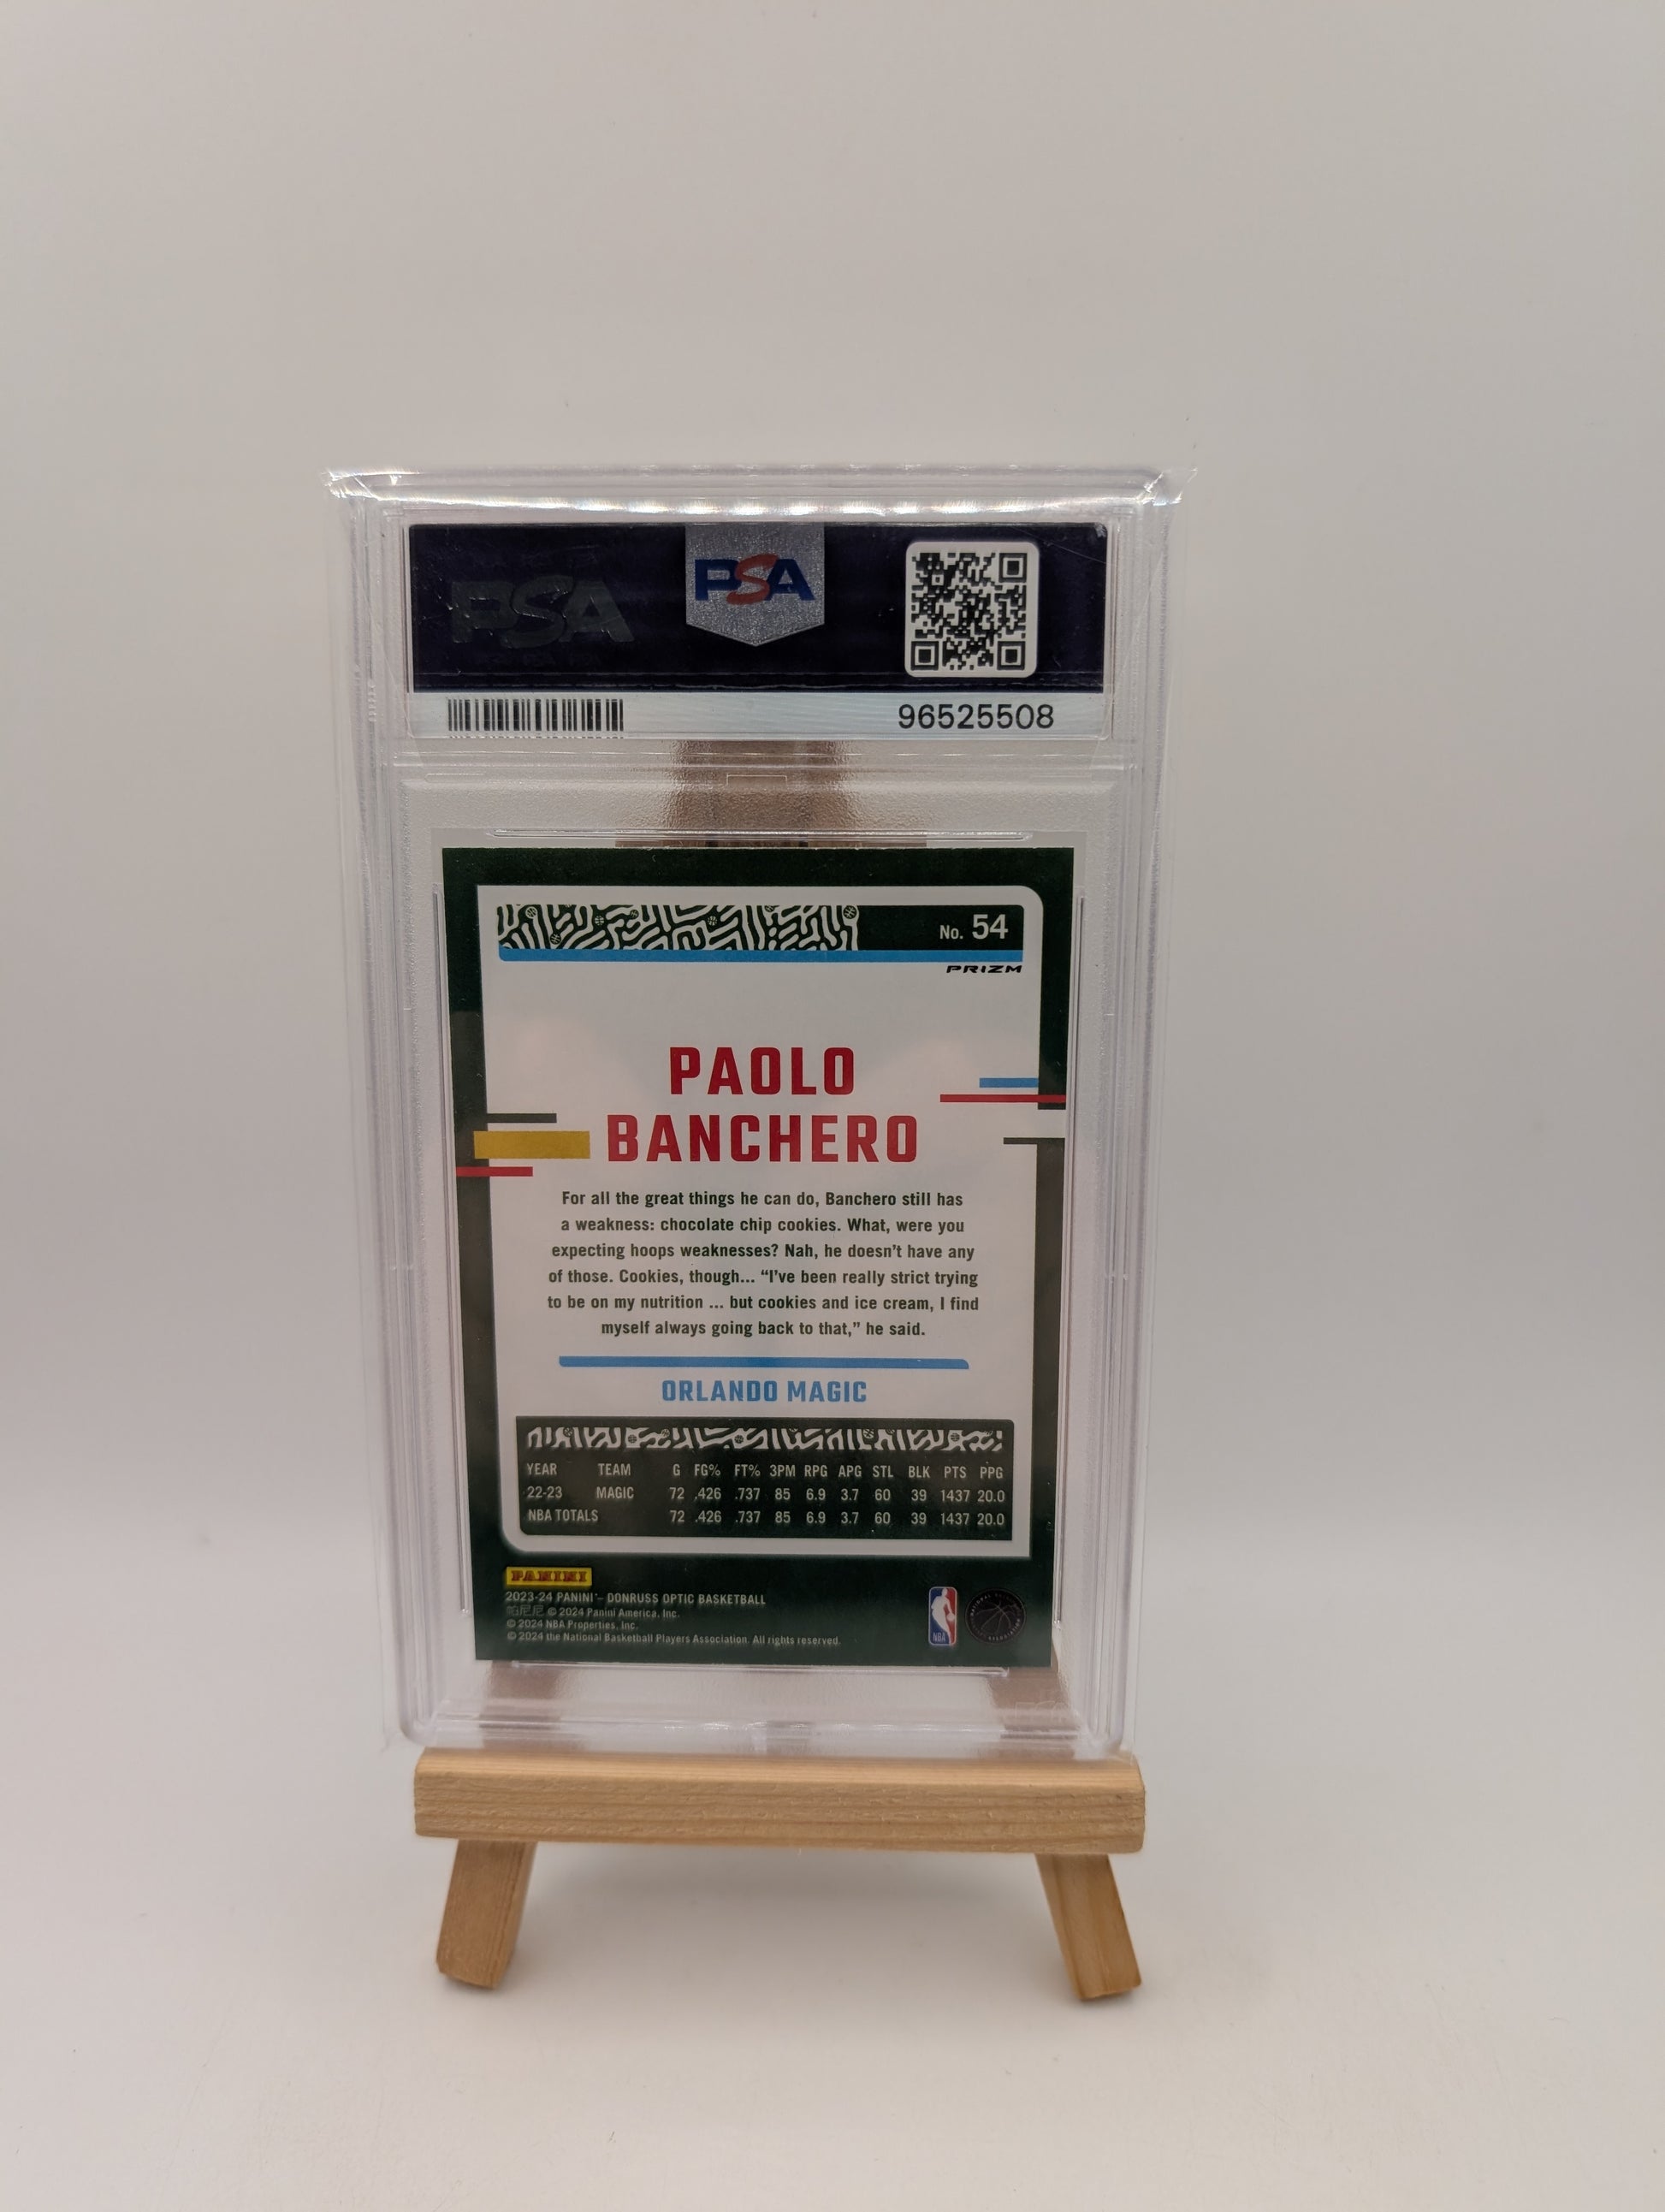 PSA
PSA
96525508
No. 54
PRIZM
PAOLO
BANCHERO
For all the great things he can do, Banchero still has
a weakness: chocolate chip cookies. What, were you
expecting hoops weaknesses? Nah, he doesn't have any
of those. Cookies, though... “I've been really strict trying
to be on my nutrition ... but cookies and ice cream, I find
myself always going back to that,” he said.
ORLANDO MAGIC
YEAR TEAM G FG% FT% 3PM RPG APG STL BLK PTS PPG
22-23 MAGIC 72 .426 .737 85 6.9 3.7 60 39 1437 20.0
NBA TOTALS 72 .426 .737 85 6.9 3.7 60 39 1437 20.0
PANINI
2023-24 PANINI – DONRUSS OPTIC BASKETBALL
帕尼尼 © 2024 Panini America, Inc.
© 2024 NBA Properties, Inc.
© 2024 the National Basketball Players Association. All rights reserved.
NBA